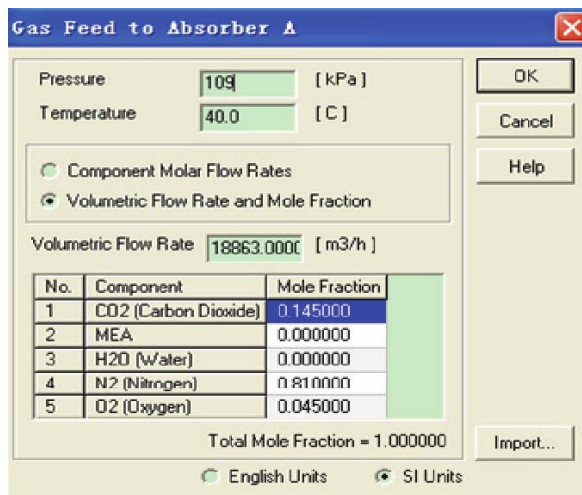 Gas Feed to Absorber A
Pressure 109 [ kPa ] OK
Temperature 40.0 [ C ] Cancel
Component Molar Flow Rates Help
Volumetric Flow Rate and Mole Fraction
Volumetric Flow Rate 18863.0000 [ m3/h ]
No. Component Mole Fraction
1 CO2 (Carbon Dioxide) 0.145000
2 MEA 0.000000
3 H2O (Water) 0.000000
4 N2 (Nitrogen) 0.810000
5 O2 (Oxygen) 0.045000
Total Mole Fraction = 1.000000 Import...
English Units SI Units